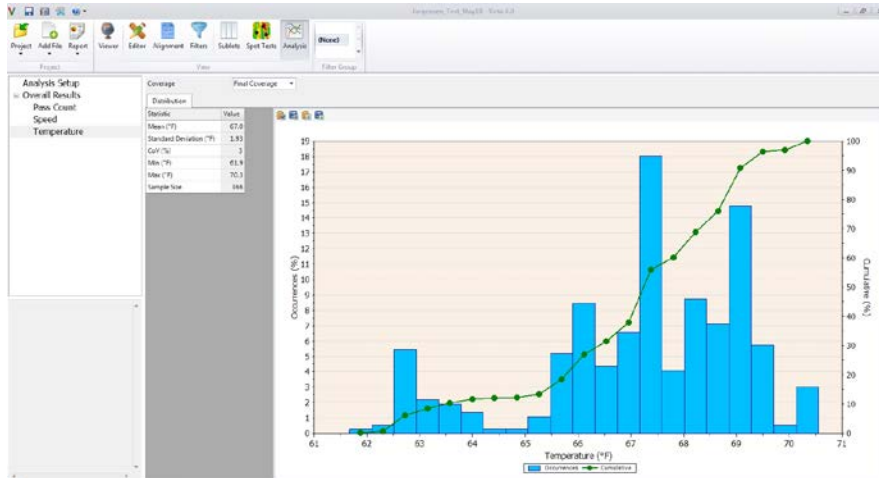 Project Add File Report Viewer Editor Alignment Filters Sublots Spot Tests Analysis (None)
Project View Filter Group
Analysis Setup
Overall Results
Pass Count
Speed
Temperature
Coverage Final Coverage
Distribution
Statistic Value
Mean (°F) 67.0
Standard Deviation (°F) 1.93
CoV (%) 3
Min (°F) 61.9
Max (°F) 70.3
Sample Size
Occurrences (%)
19
18
17
16
15
14
13
12
11
10
9
8
7
6
5
4
3
2
1
0
100
90
80
70
60
50
40
30
20
10
0
Cumulative (%)
61 62 63 64 65 66 67 68 69 70 71
Temperature (°F)
Occurrences Cumulative